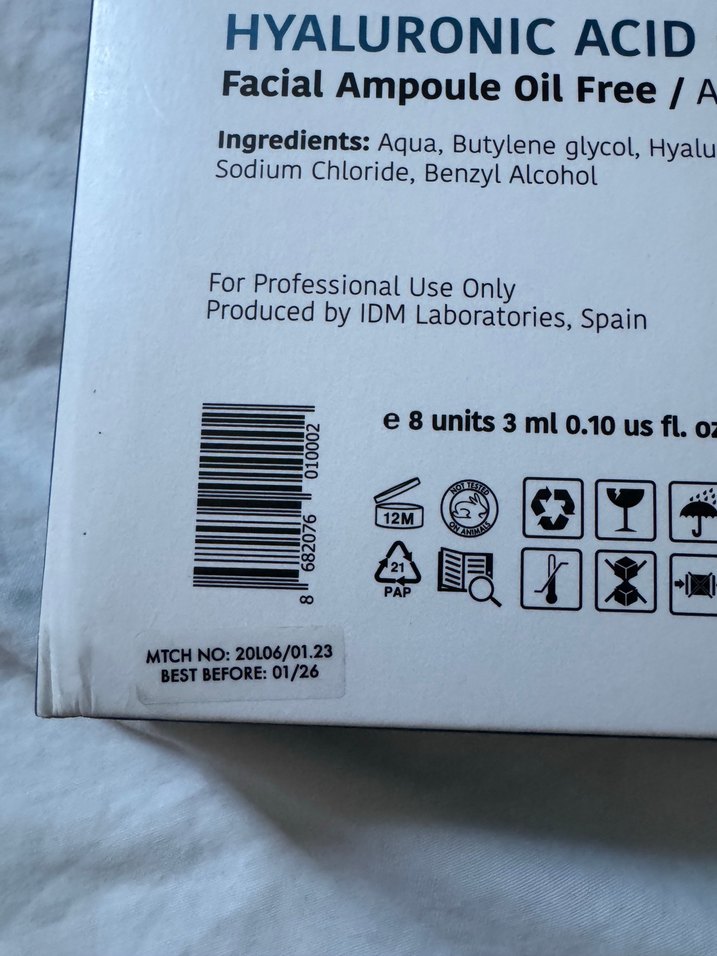 HYALURONIC ACID
Facial Ampoule Oil Free /
Ingredients: Aqua, Butylene glycol,
Sodium Chloride, Benzyl Alcohol
For Professional Use Only
Produced by IDM Laboratories, Spain
8 682076 010002
e 8 units 3 ml 0.10 us fl. oz
12M
NOT TESTED
ON ANIMALS
21
PAP
MTCH NO: 20L06/01.23
BEST BEFORE: 01/26